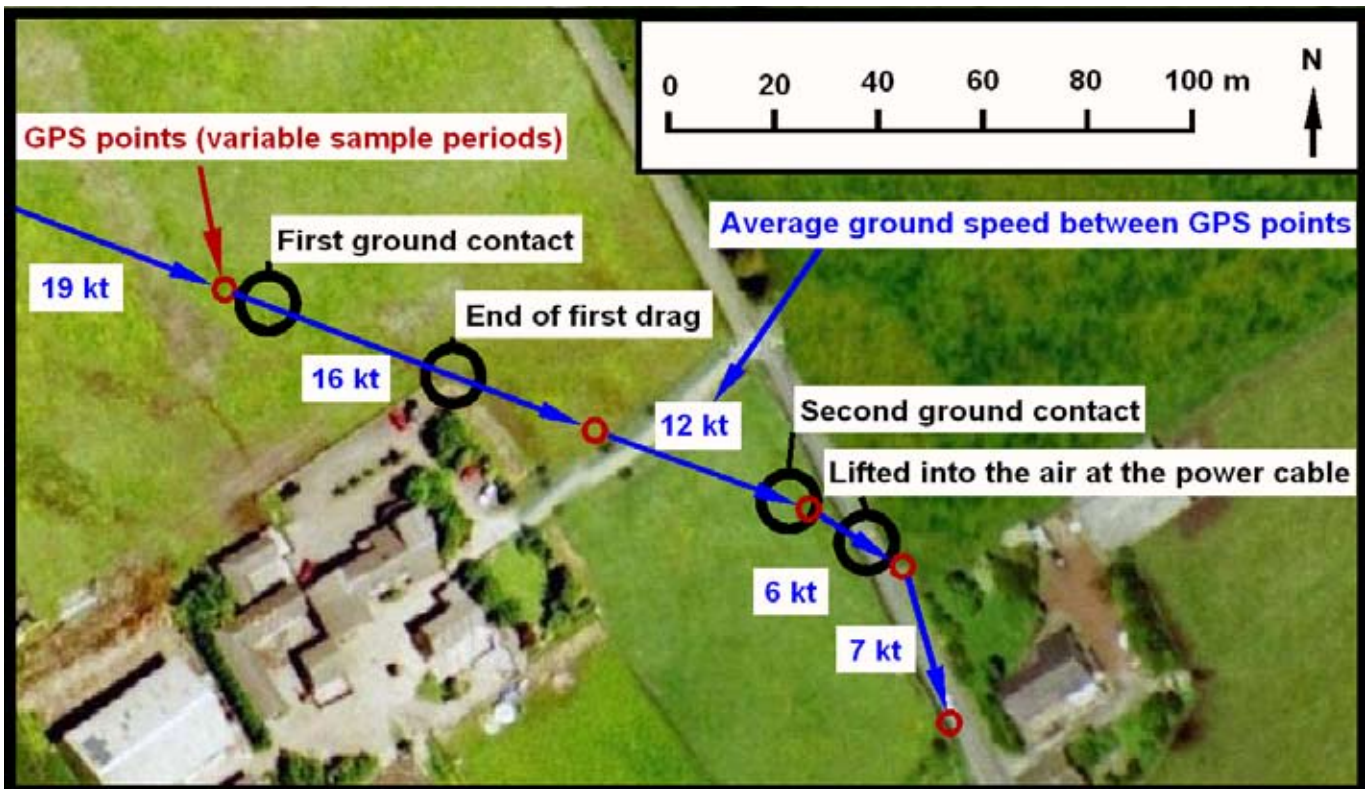 0 20 40 60 80 100 m
N
GPS points (variable sample periods)
First ground contact
Average ground speed between GPS points
19 kt
End of first drag
16 kt
12 kt
Second ground contact
Lifted into the air at the power cable
6 kt
7 kt